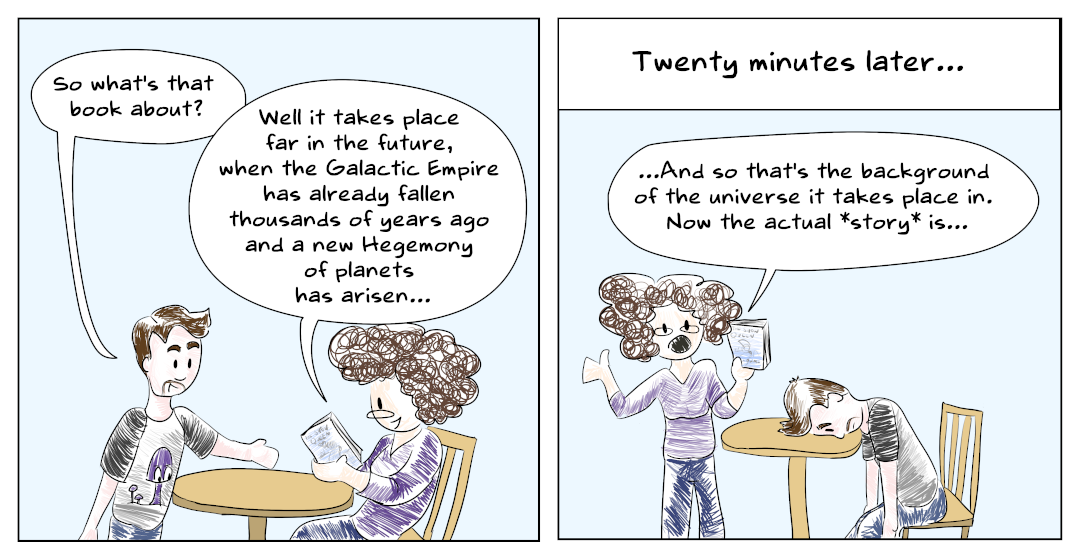 So what's that
book about?
Well it takes place
far in the future,
when the Galactic Empire
has already fallen
thousands of years ago
and a new Hegemony
of planets
has arisen...
Twenty minutes later...
...And so that's the background
of the universe it takes place in.
Now the actual *story* is...